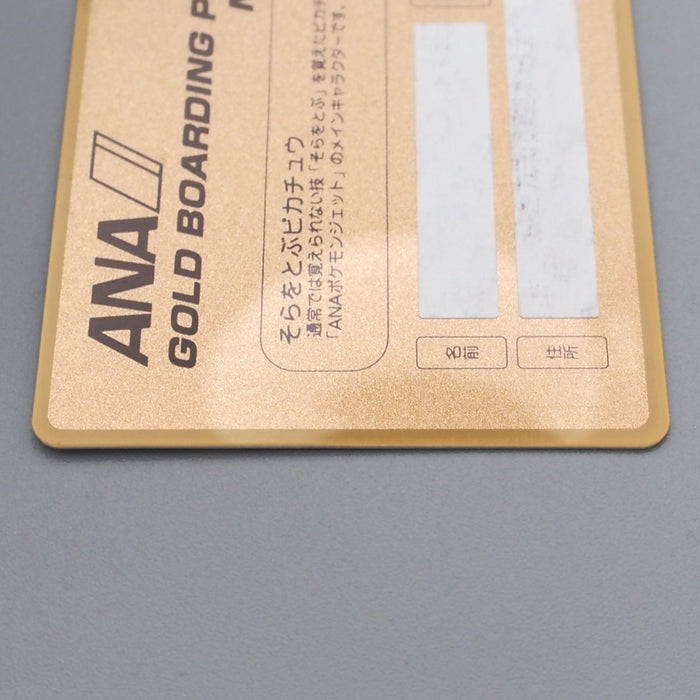 ANA
GOLD BOARDING P
そらをとぶピカチュウ
通常では覚えられない技「そらをとぶ」を覚えたピカチ
「ANAポケモンジェット」のメインキャラクターです。
名前
住所